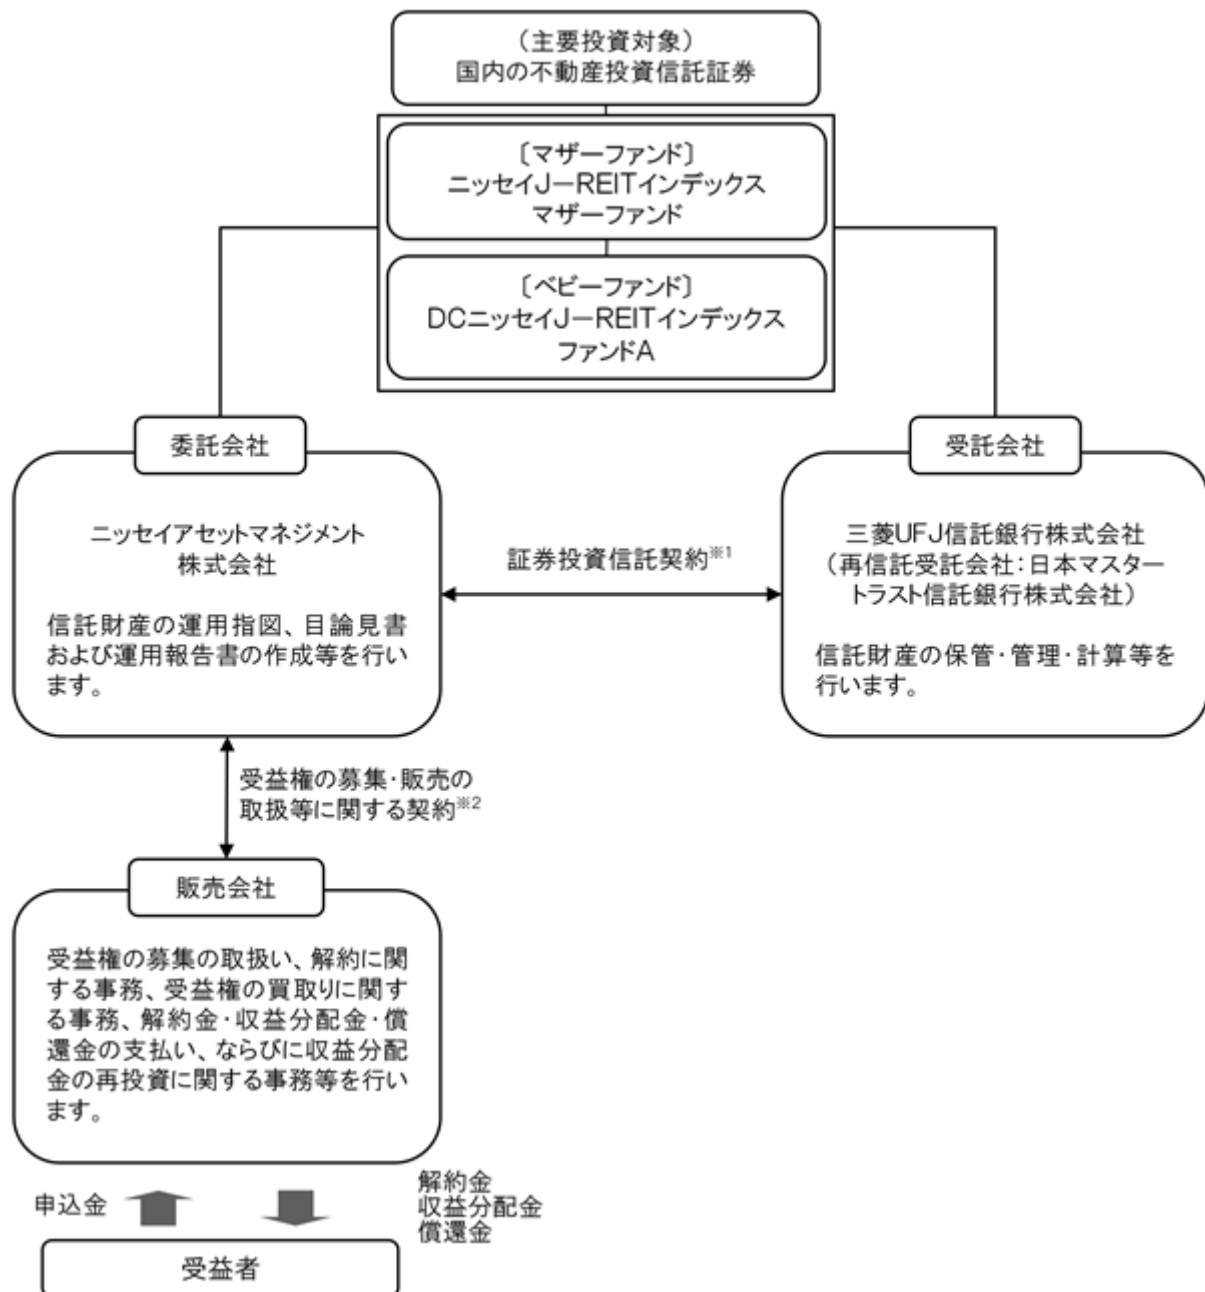 （主要投資対象）
国内の不動産投資信託証券
〔マザーファンド〕
ニッセイJ－REITインデックス
マザーファンド
〔ベビーファンド〕
DCニッセイJ－REITインデックス
ファンドA
委託会社
ニッセイアセットマネジメント
株式会社
信託財産の運用指図、目論見書
および運用報告書の作成等を行い
ます。
証券投資信託契約※1
受託会社
三菱UFJ信託銀行株式会社
（再信託受託会社：日本マスター
トラスト信託銀行株式会社）
信託財産の保管・管理・計算等を
行います。
受益権の募集・販売の
取扱等に関する契約※2
販売会社
受益権の募集の取扱い、解約に関
する事務、受益権の買取りに関す
る事務、解約金・収益分配金・償
還金の支払い、ならびに収益分配
金の再投資に関する事務等を行い
ます。
申込金
解約金
収益分配金
償還金
受益者